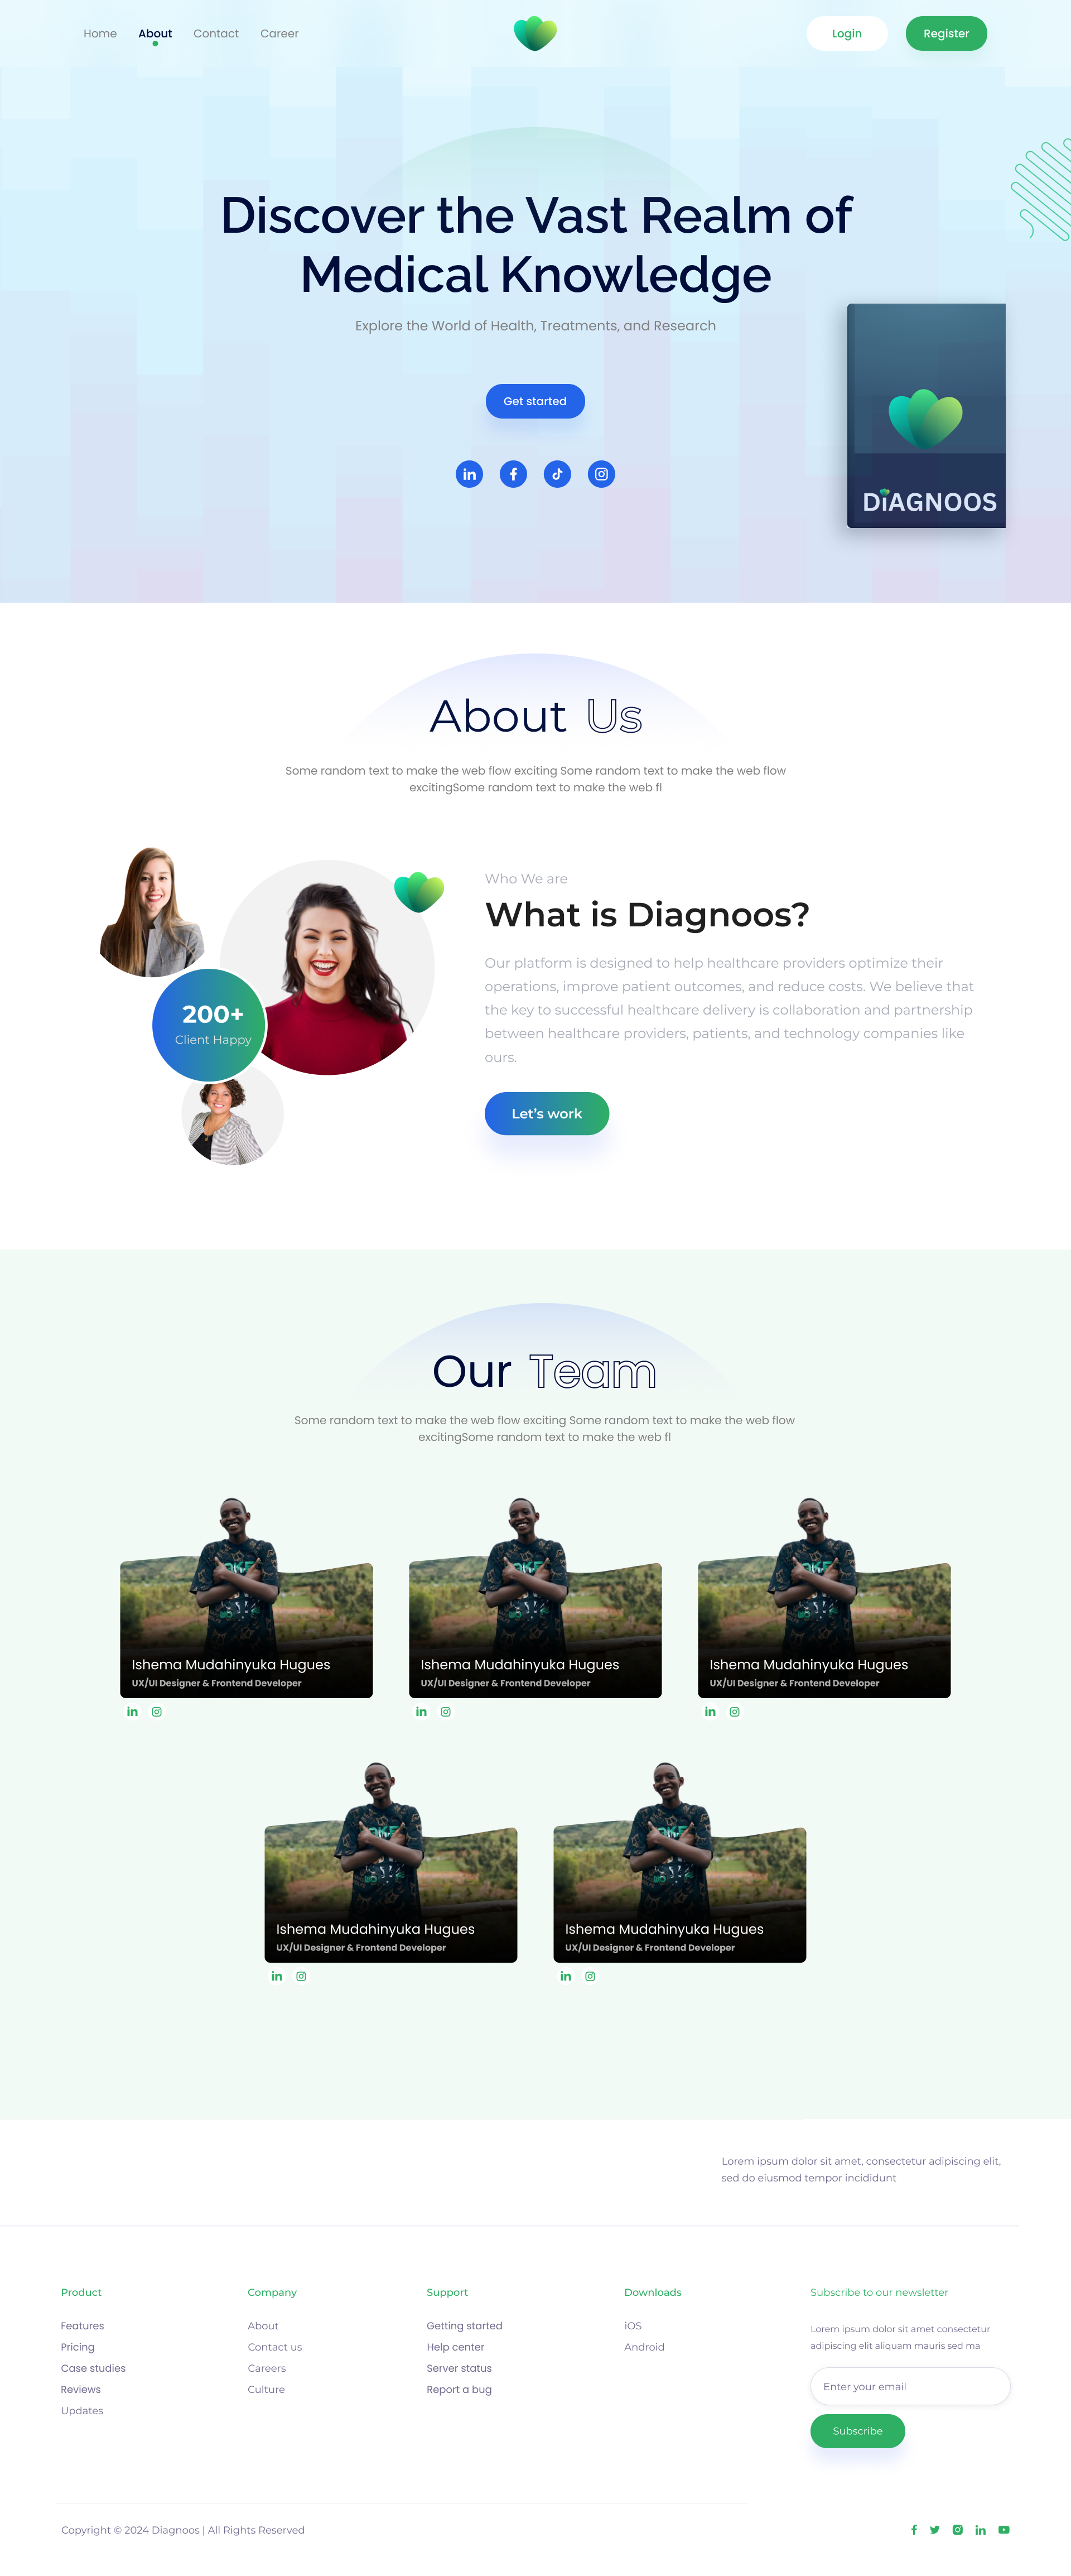 Home About Contact Career
Login
Register
Discover the Vast Realm of
Medical Knowledge
Explore the World of Health, Treatments, and Research
Get started
DiAGNOOS
About Us
Some random text to make the web flow exciting Some random text to make the web flow
excitingSome random text to make the web fl
200+
Client Happy
Who We are
What is Diagnoos?
Our platform is designed to help healthcare providers optimize their
operations, improve patient outcomes, and reduce costs. We believe that
the key to successful healthcare delivery is collaboration and partnership
between healthcare providers, patients, and technology companies like
ours.
Let's work
Our Team
Some random text to make the web flow exciting Some random text to make the web flow
excitingSome random text to make the web fl
Ishema Mudahinyuka Hugues
UX/UI Designer & Frontend Developer
Ishema Mudahinyuka Hugues
UX/UI Designer & Frontend Developer
Ishema Mudahinyuka Hugues
UX/UI Designer & Frontend Developer
Ishema Mudahinyuka Hugues
UX/UI Designer & Frontend Developer
Ishema Mudahinyuka Hugues
UX/UI Designer & Frontend Developer
Lorem ipsum dolor sit amet, consectetur adipiscing elit,
sed do eiusmod tempor incididunt
Product
Features
Pricing
Case studies
Reviews
Updates
Company
About
Contact us
Careers
Culture
Support
Getting started
Help center
Server status
Report a bug
Downloads
iOS
Android
Subscribe to our newsletter
Lorem ipsum dolor sit amet consectetur
adipiscing elit aliquam mauris sed ma
Enter your email
Subscribe
Copyright © 2024 Diagnoos | All Rights Reserved